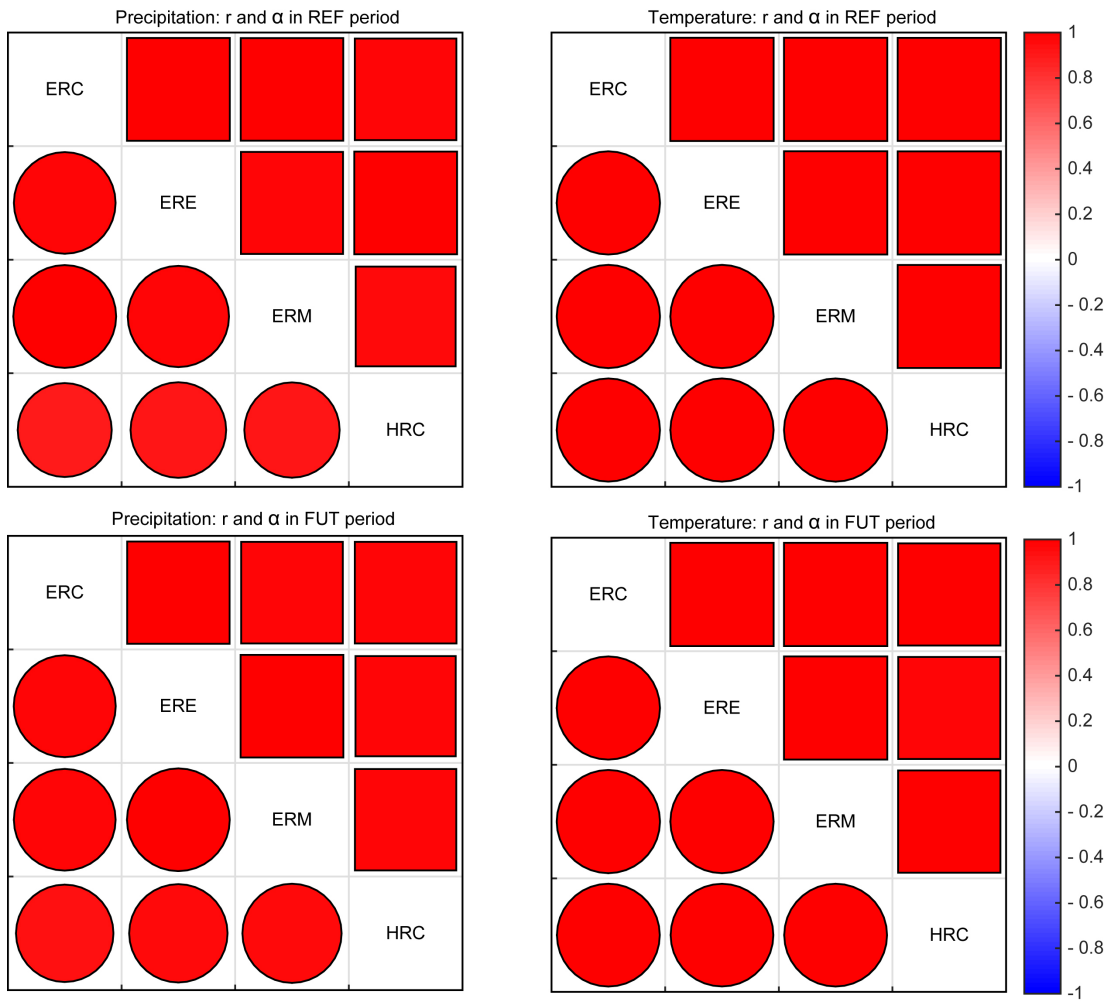 Precipitation: r and α in REF period
ERC
ERE
ERM
HRC
Temperature: r and α in REF period
ERC
ERE
ERM
HRC
1
0.8
0.6
0.4
0.2
0
- 0.2
- 0.4
- 0.6
- 0.8
-1
Precipitation: r and α in FUT period
ERC
ERE
ERM
HRC
Temperature: r and α in FUT period
ERC
ERE
ERM
HRC
1
0.8
0.6
0.4
0.2
0
- 0.2
- 0.4
- 0.6
- 0.8
-1